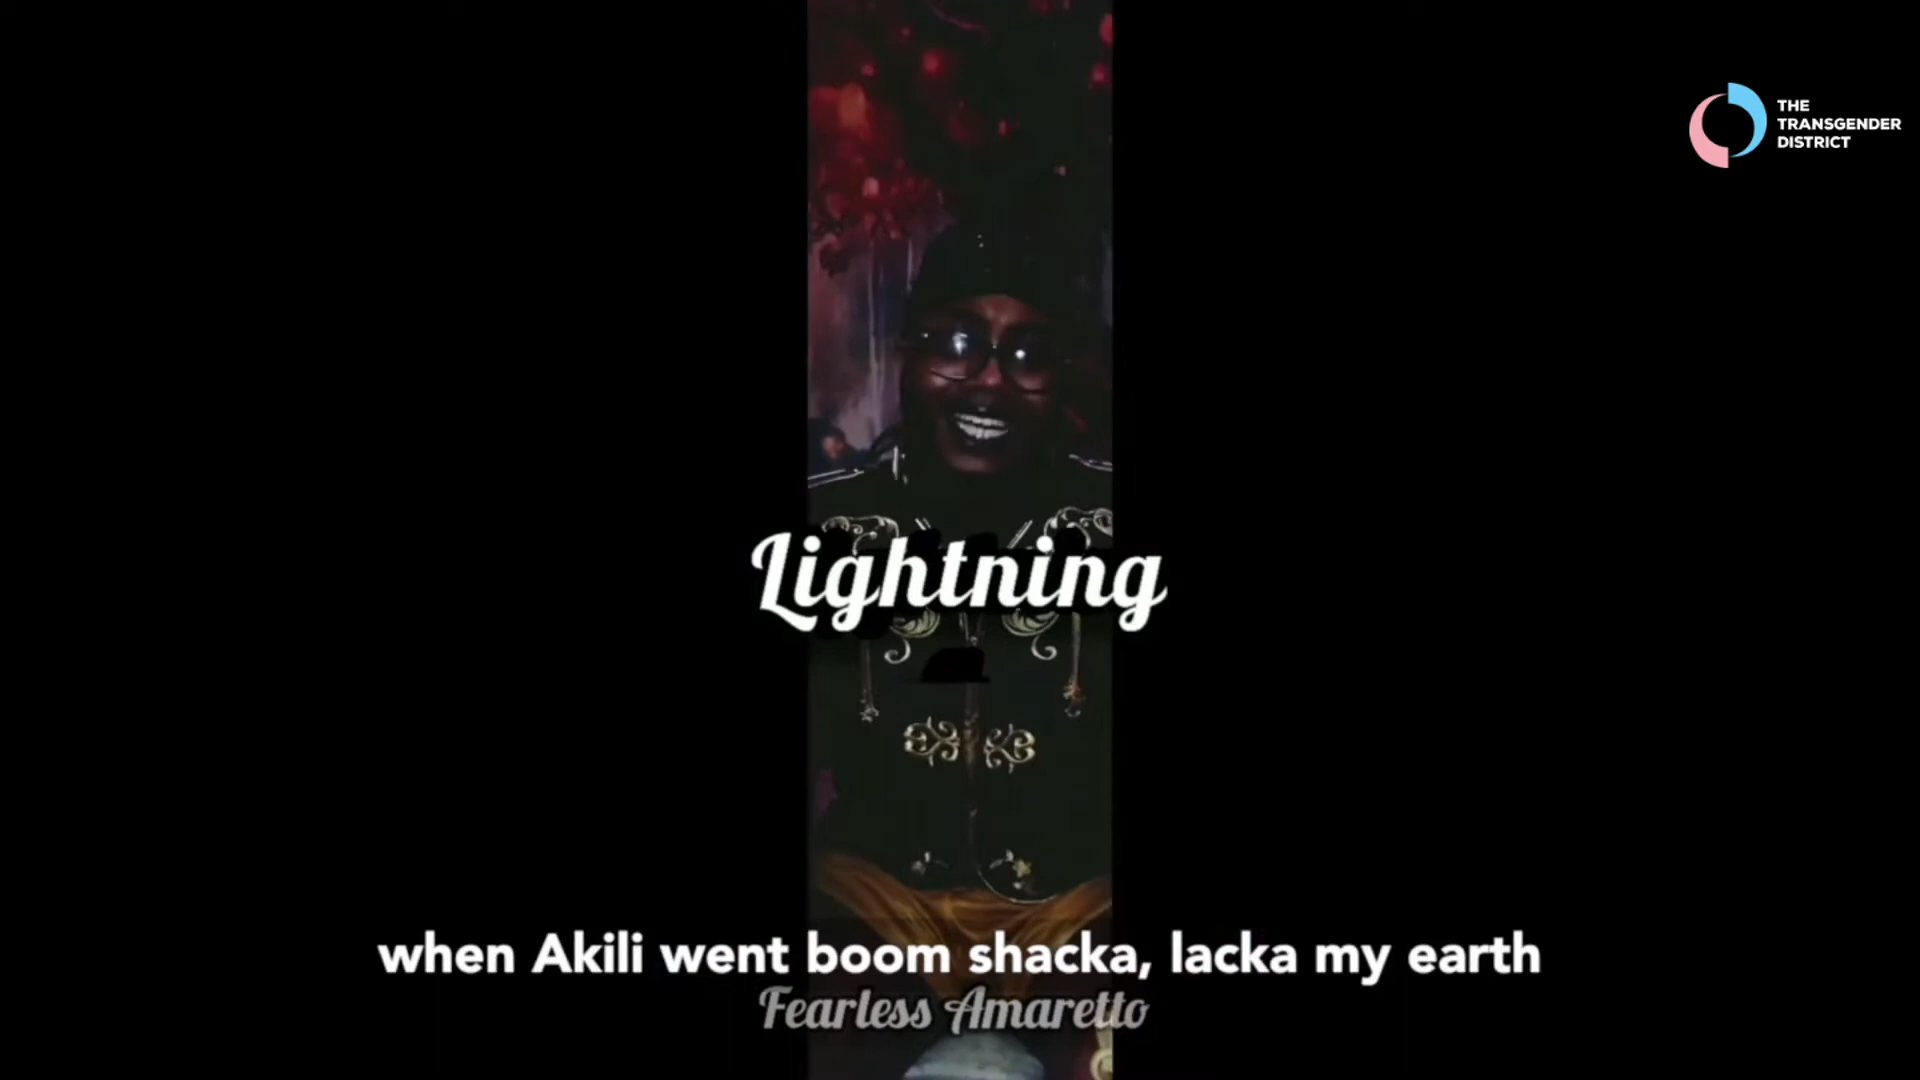 THE
TRANSGENDER
DISTRICT
Lightning
when Akili went boom shacka, lacka my earth
Fearless Amaretto